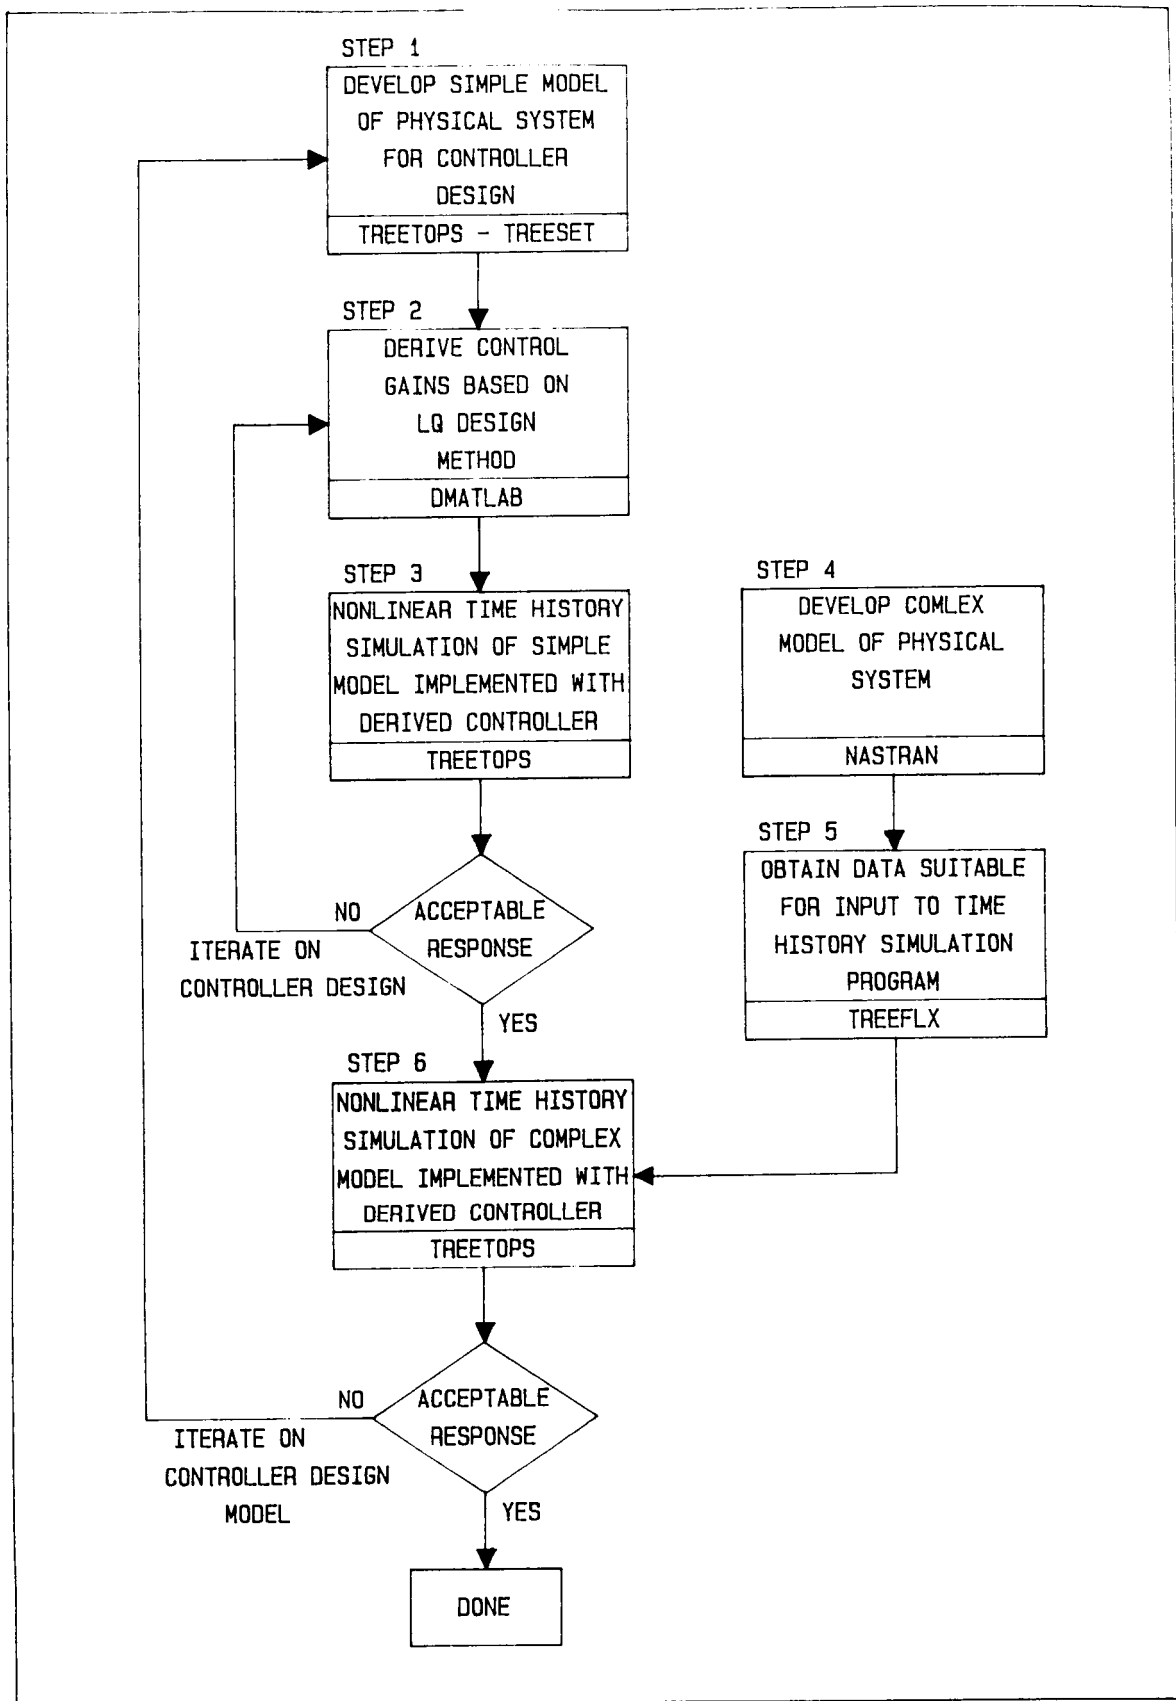 STEP 1
DEVELOP SIMPLE MODEL
OF PHYSICAL SYSTEM
FOR CONTROLLER
DESIGN
TREETOPS - TREESET
STEP 2
DERIVE CONTROL
GAINS BASED ON
LQ DESIGN
METHOD
DMATLAB
STEP 3
NONLINEAR TIME HISTORY
SIMULATION OF SIMPLE
MODEL IMPLEMENTED WITH
DERIVED CONTROLLER
TREETOPS
STEP 4
DEVELOP COMLEX
MODEL OF PHYSICAL
SYSTEM
NASTRAN
STEP 5
OBTAIN DATA SUITABLE
FOR INPUT TO TIME
HISTORY SIMULATION
PROGRAM
TREEFLX
ACCEPTABLE
RESPONSE
NO
ITERATE ON
CONTROLLER DESIGN
YES
STEP 6
NONLINEAR TIME HISTORY
SIMULATION OF COMPLEX
MODEL IMPLEMENTED WITH
DERIVED CONTROLLER
TREETOPS
ACCEPTABLE
RESPONSE
NO
ITERATE ON
CONTROLLER DESIGN
MODEL
YES
DONE